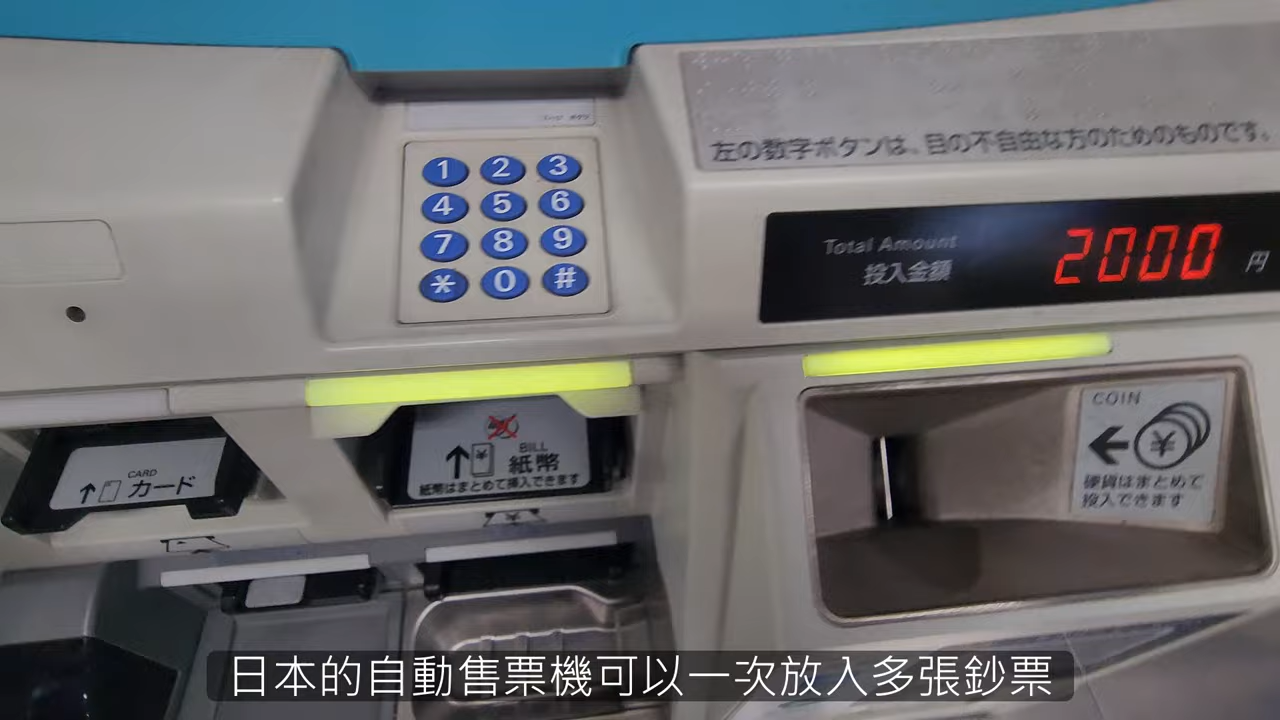 左の数字ボタンは、目の不自由な方のためのものです。
1 2 3
4 5 6
7 8 9
* 0 #
Total Amount
投入金額
2000 円
CARD
カード
BILL
¥ 紙幣
紙幣はまとめて挿入できます
¥
COIN
¥
硬貨はまとめて
投入できます
日本的自動售票機可以一次放入多張鈔票